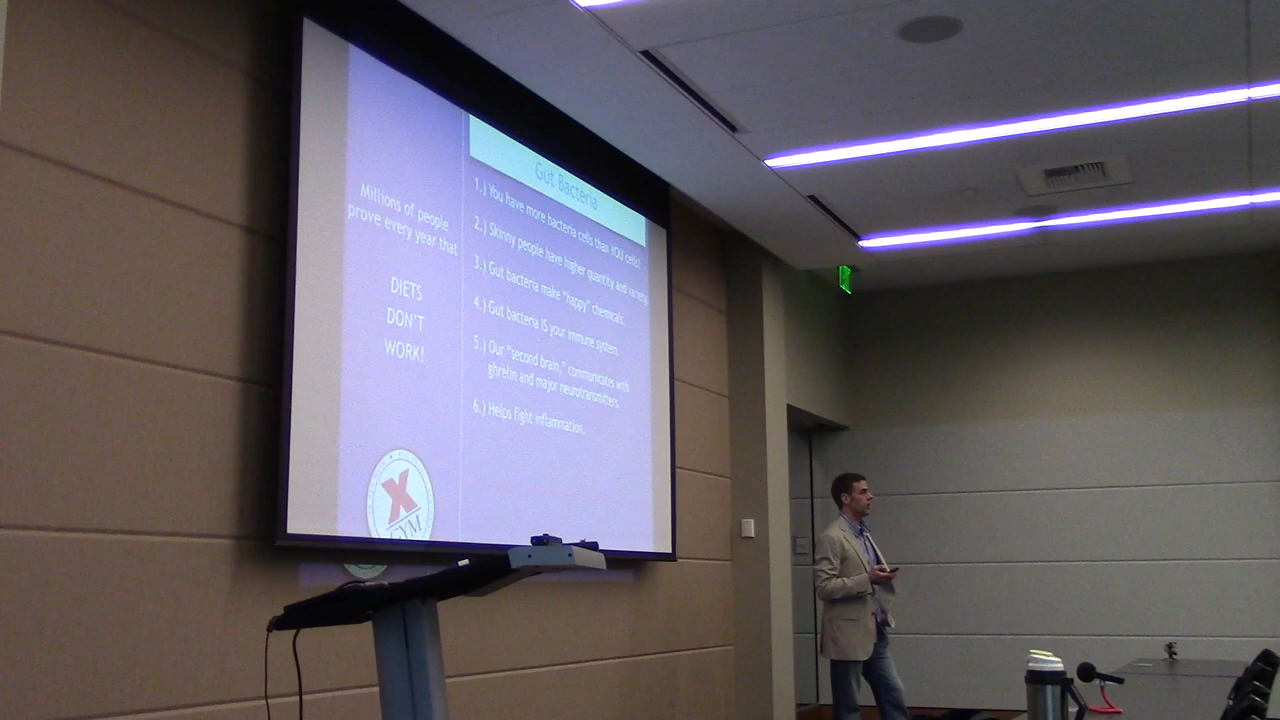 Millions of people
prove every year that
DIETS
DON'T
WORK!
X
GYM
Gut Bacteria
1.) You have more bacteria cells than YOU cells!
2.) Skinny people have higher quantity and variety.
3.) Gut bacteria make "happy" chemicals.
4.) Gut bacteria IS your immune system.
5.) Our "second brain," communicates with
ghrelin and major neurotransmitters.
6.) Helps fight inflammation.